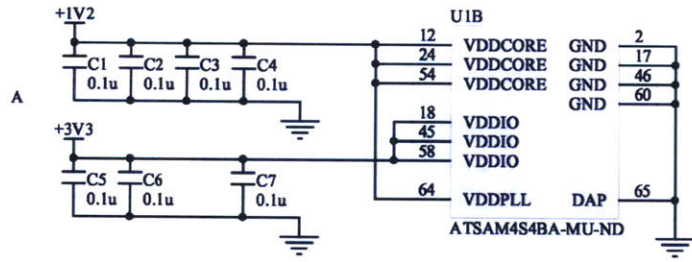 +1V2
U1B
C1 C2 C3 C4
0.1u 0.1u 0.1u 0.1u
12 VDDCORE GND 2
24 VDDCORE GND 17
54 VDDCORE GND 46
GND 60
A
18 VDDIO
+3V3
45 VDDIO
58 VDDIO
C5 C6 C7
0.1u 0.1u 0.1u
64 VDDPLL DAP 65
ATSAM4S4BA-MU-ND